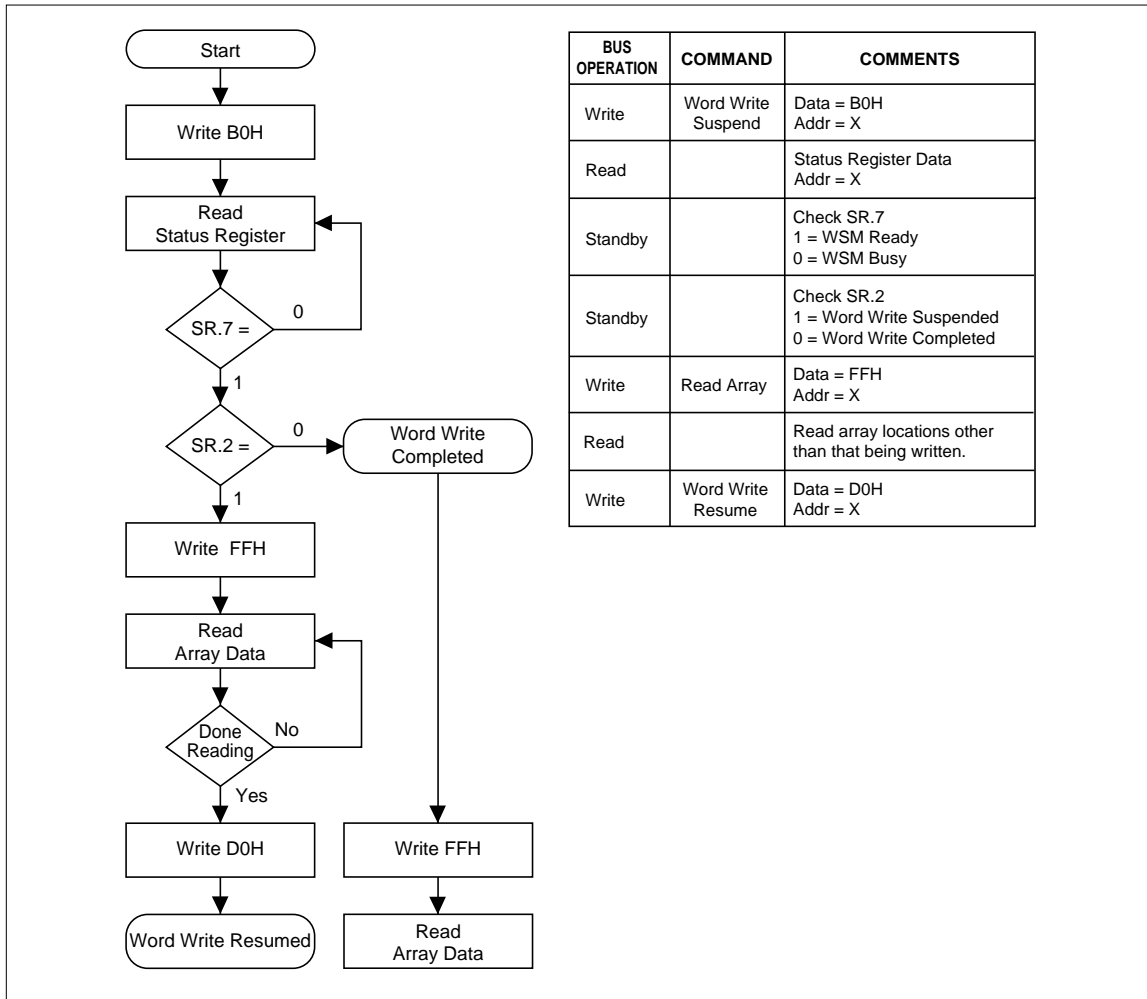 Start
Write B0H
Read
Status Register
SR.7 =
0
1
SR.2 =
0
Word Write
Completed
1
Write FFH
Read
Array Data
Done
Reading
No
Yes
Write D0H
Write FFH
Word Write Resumed
Read
Array Data
BUS
OPERATION
COMMAND
COMMENTS
Write
Word Write
Suspend
Data = B0H
Addr = X
Read
Status Register Data
Addr = X
Standby
Check SR.7
1 = WSM Ready
0 = WSM Busy
Standby
Check SR.2
1 = Word Write Suspended
0 = Word Write Completed
Write
Read Array
Data = FFH
Addr = X
Read
Read array locations other
than that being written.
Write
Word Write
Resume
Data = D0H
Addr = X